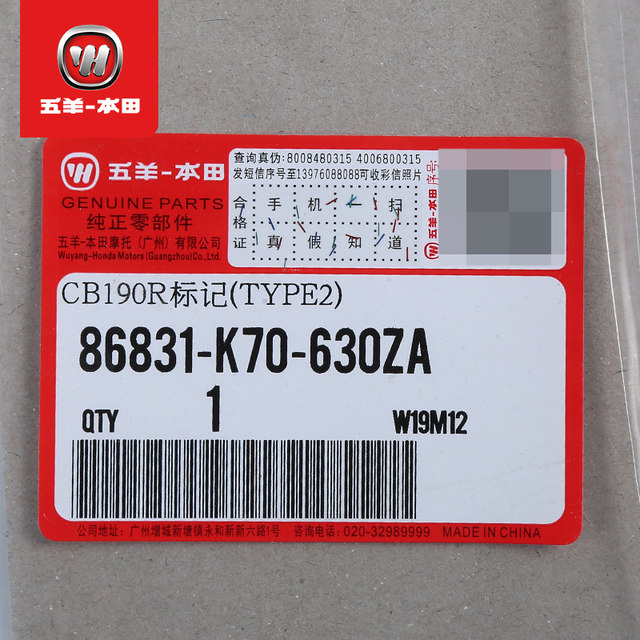 五羊-本田
五羊-本田
GENUINE PARTS
纯正零部件
五羊-本田摩托(广州)有限公司
Wuyang-Honda Motors(Guangzhou)Co.,Ltd.
查询真伪:8008480315 4006800315
发短信序号至13976088088可收彩信照片
序号:
合格证
手机一扫
真假知道
CB190R标记(TYPE2)
86831-K70-630ZA
QTY 1 W19M12
公司地址:广州增城新塘镇永和新新六路1号 咨询电话:020-32989999 MADE IN CHINA